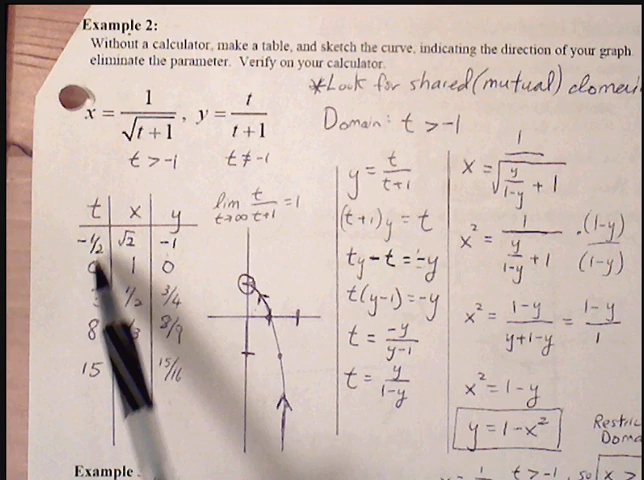 Example 2:
Without a calculator, make a table, and sketch the curve, indicating the direction of your graph
eliminate the parameter. Verify on your calculator.
*Look for shared (mutual) domai
x = 1/√(t+1), y = t/(t+1)
Domain: t > -1
t > -1 t ≠ -1
t x y
-1/2 √2 -1
0 1 0
1/2 3/4
8 /3 8/9
15 15/16
lim t→∞ t/(t+1) = 1
y = t/(t+1)
(t+1)y = t
ty - t = -y
t(y-1) = -y
t = -y/(y-1)
t = y/(1-y)
x = 1/√(y/(1-y) + 1)
x² = 1/(y/(1-y) + 1) · (1-y)/(1-y)
x² = (1-y)/(y+1-y) = (1-y)/1
x² = 1-y
y = 1-x²
Restric
Doma
t > -1, so x >
Example